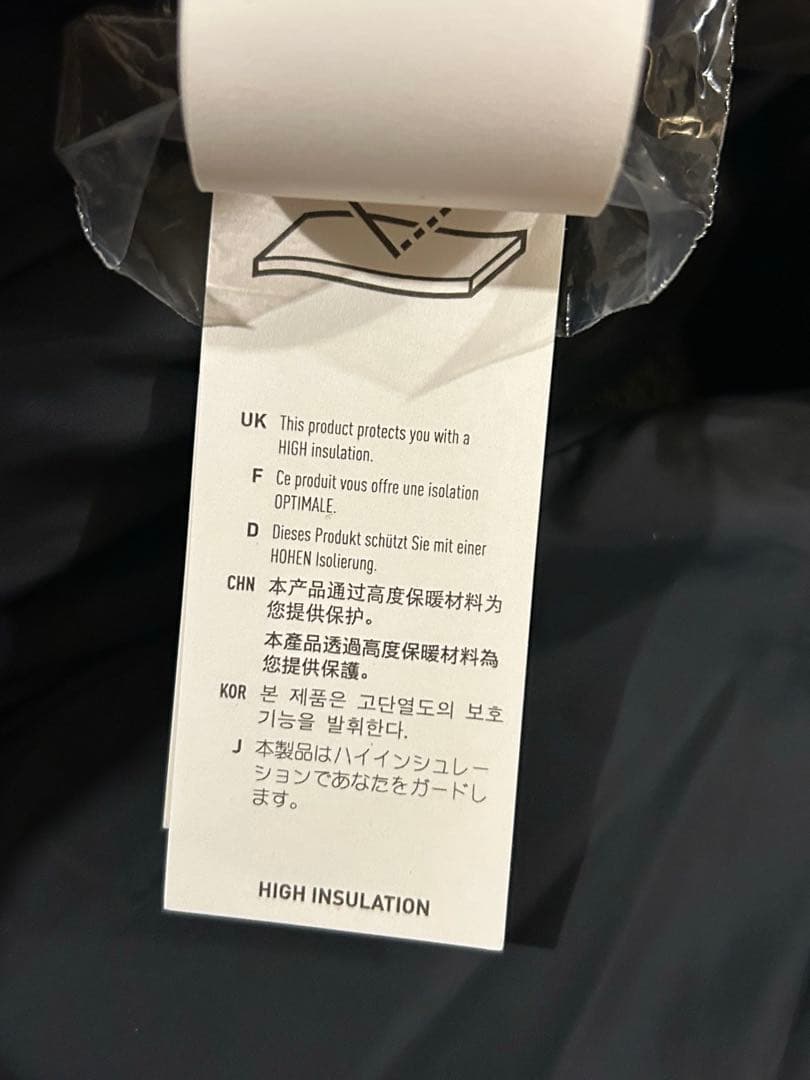 UK This product protects you with a
HIGH insulation.
F Ce produit vous offre une isolation
OPTIMALE.
D Dieses Produkt schützt Sie mit einer
HOHEN Isolierung.
CHN 本产品通过高度保暖材料为
您提供保护。
本產品透過高度保暖材料為
您提供保護。
KOR 본 제품은 고단열도의 보호
기능을 발휘한다.
J 本製品はハイインシュレー
ションであなたをガードし
ます。
HIGH INSULATION